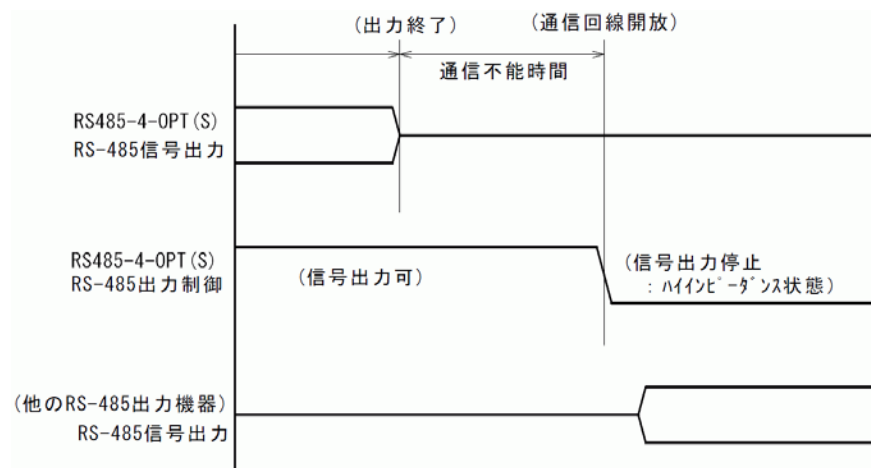 (出力終了)
(通信回線開放)
通信不能時間
RS485-4-OPT(S)
RS-485信号出力
RS485-4-OPT(S)
RS-485出力制御
(信号出力可)
(信号出力停止
:ﾊｲｲﾝﾋﾟｰﾀﾞﾝｽ状態)
(他のRS-485出力機器)
RS-485信号出力